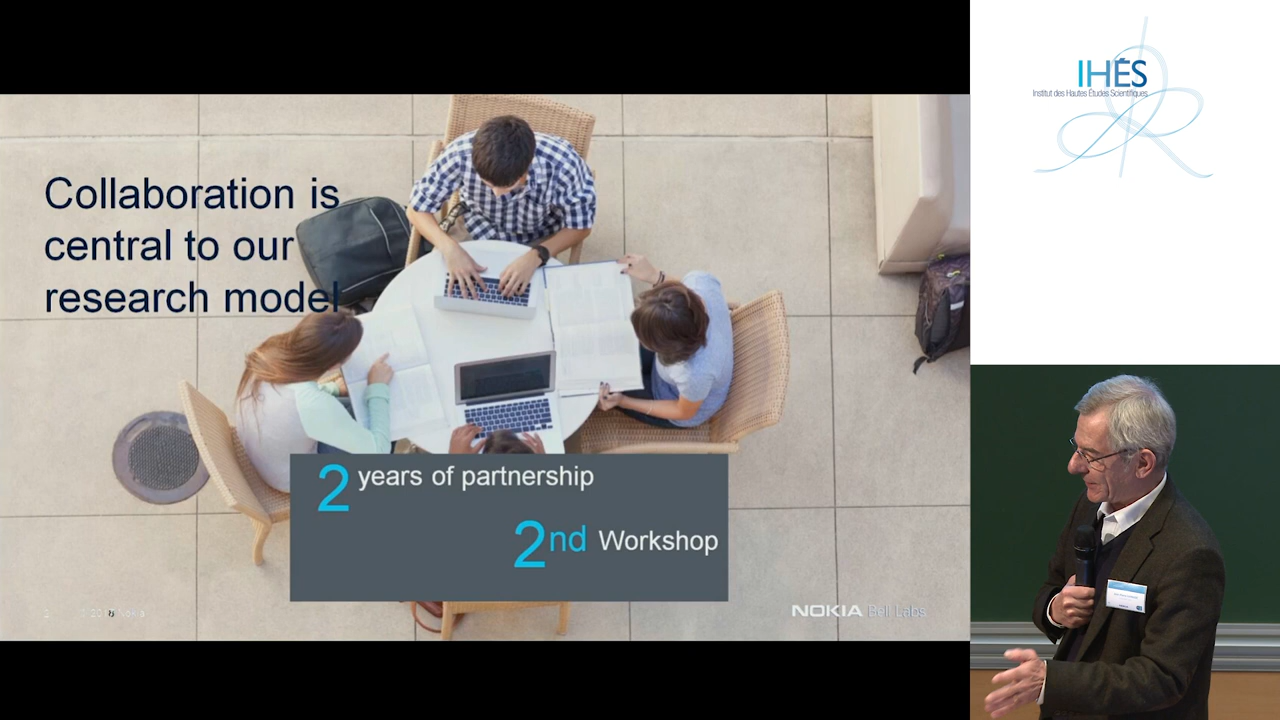 Collaboration is
central to our
research model
2 years of partnership
2nd Workshop
NOKIA Bell Labs
IHÉS
Institut des Hautes Études Scientifiques